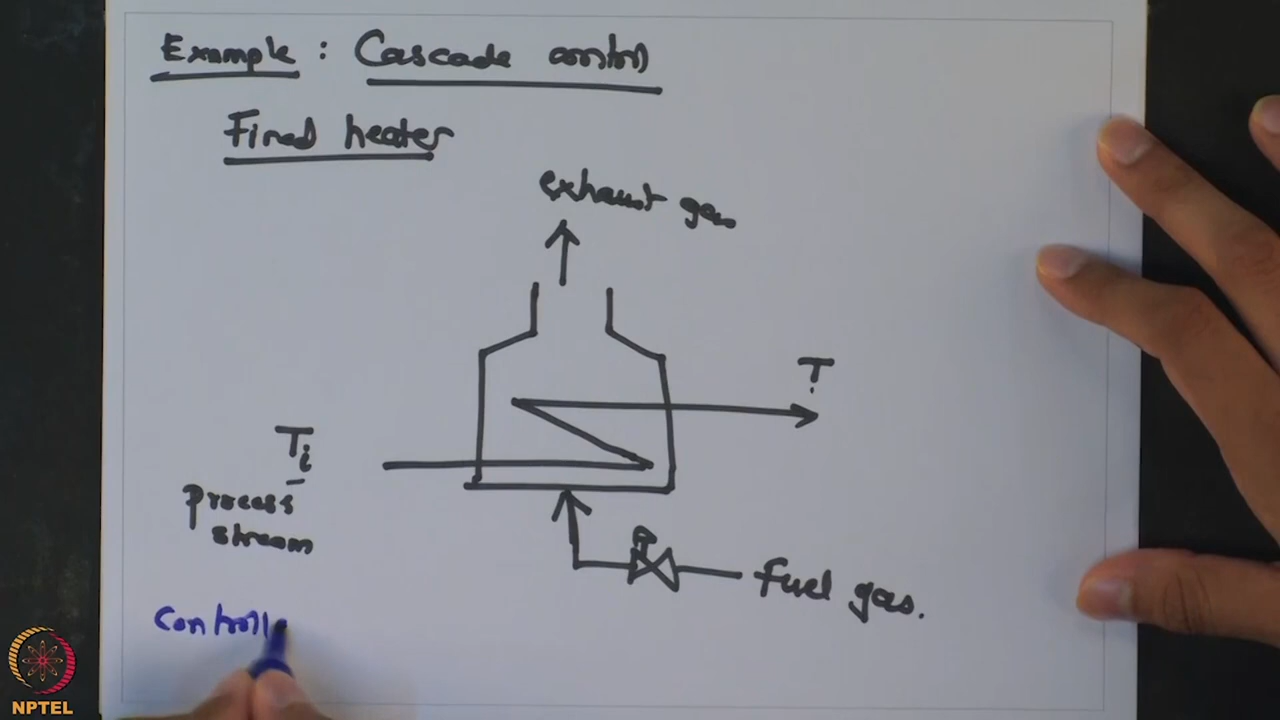 Example : Cascade control
Fired heater
exhaust gas
T
Ti
process
stream
Fuel gas.
Controlle
NPTEL